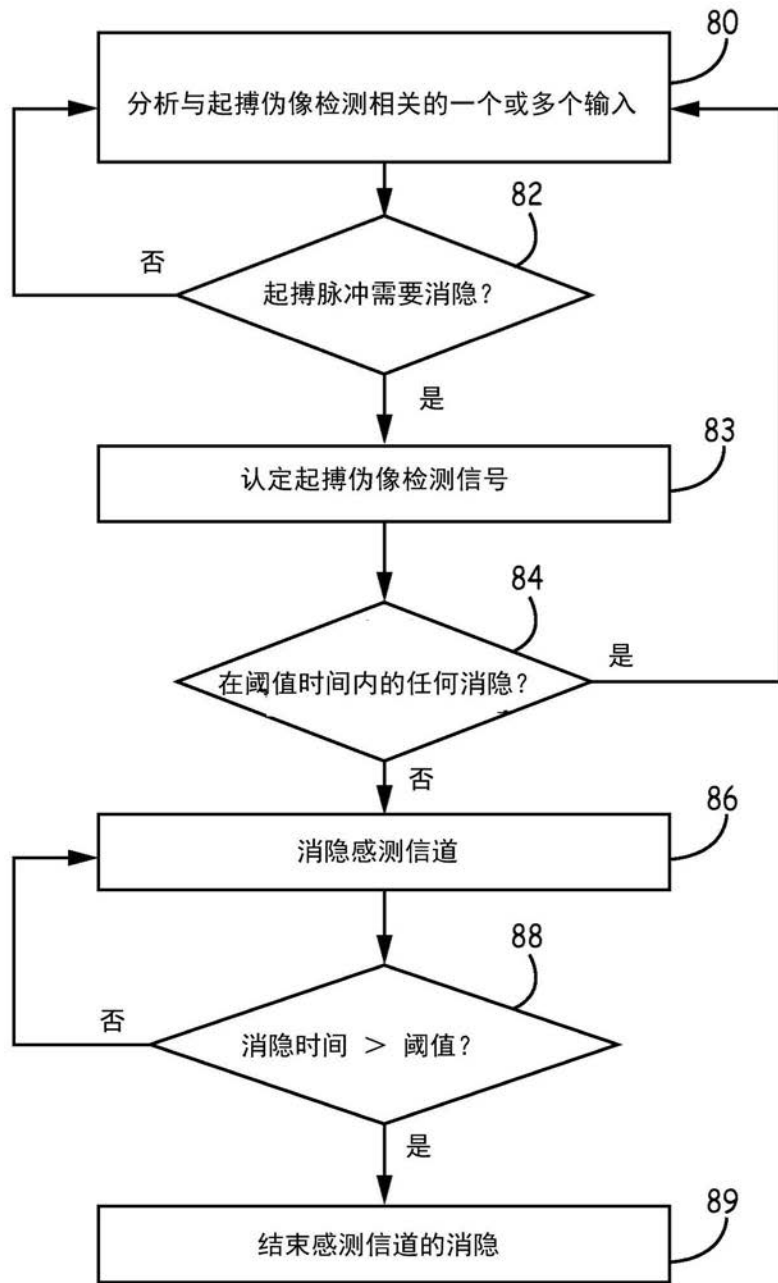 80
分析与起搏伪像检测相关的一个或多个输入
82
否
起搏脉冲需要消隐?
是
83
认定起搏伪像检测信号
84
是
在阈值时间内的任何消隐?
否
86
消隐感测信道
88
否
消隐时间 > 阈值?
是
89
结束感测信道的消隐